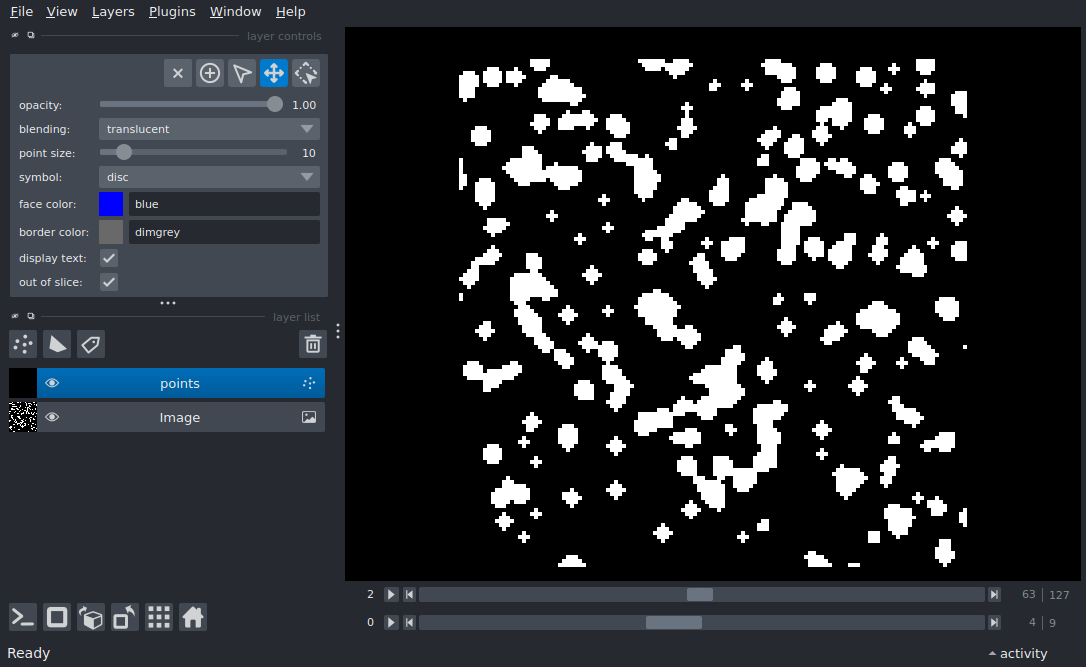 File View Layers Plugins Window Help
layer controls
opacity: 1.00
blending: translucent
point size: 10
symbol: disc
face color: blue
border color: dimgrey
display text:
out of slice:
layer list
points
Image
2 63 127
0 4 9
Ready activity